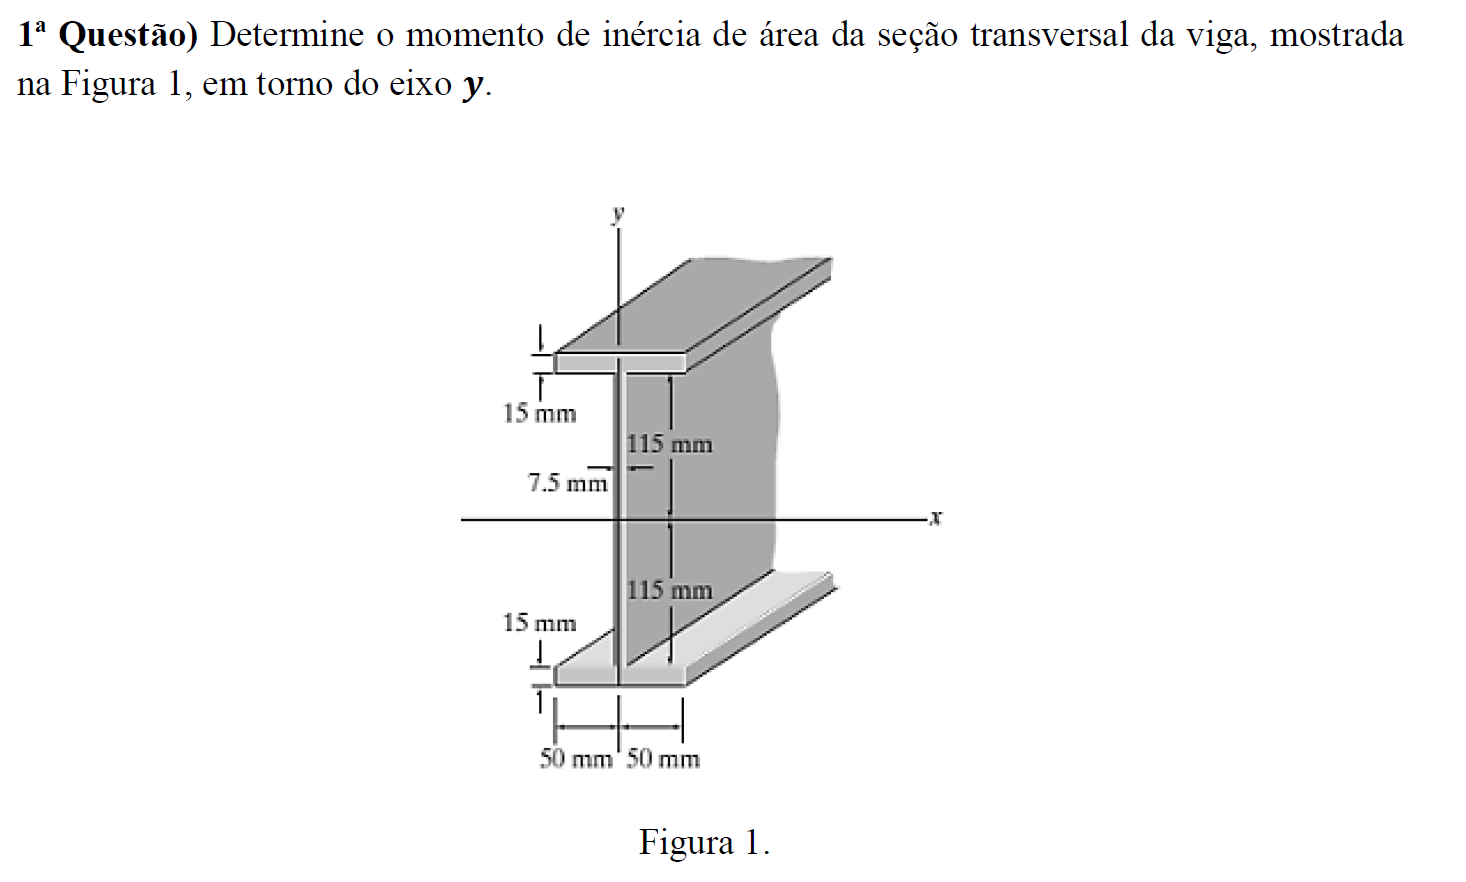 1ª Questão) Determine o momento de inércia de área da seção transversal da viga, mostrada
na Figura 1, em torno do eixo y.
y
15 mm
115 mm
7.5 mm
x
115 mm
15 mm
50 mm 50 mm
Figura 1.